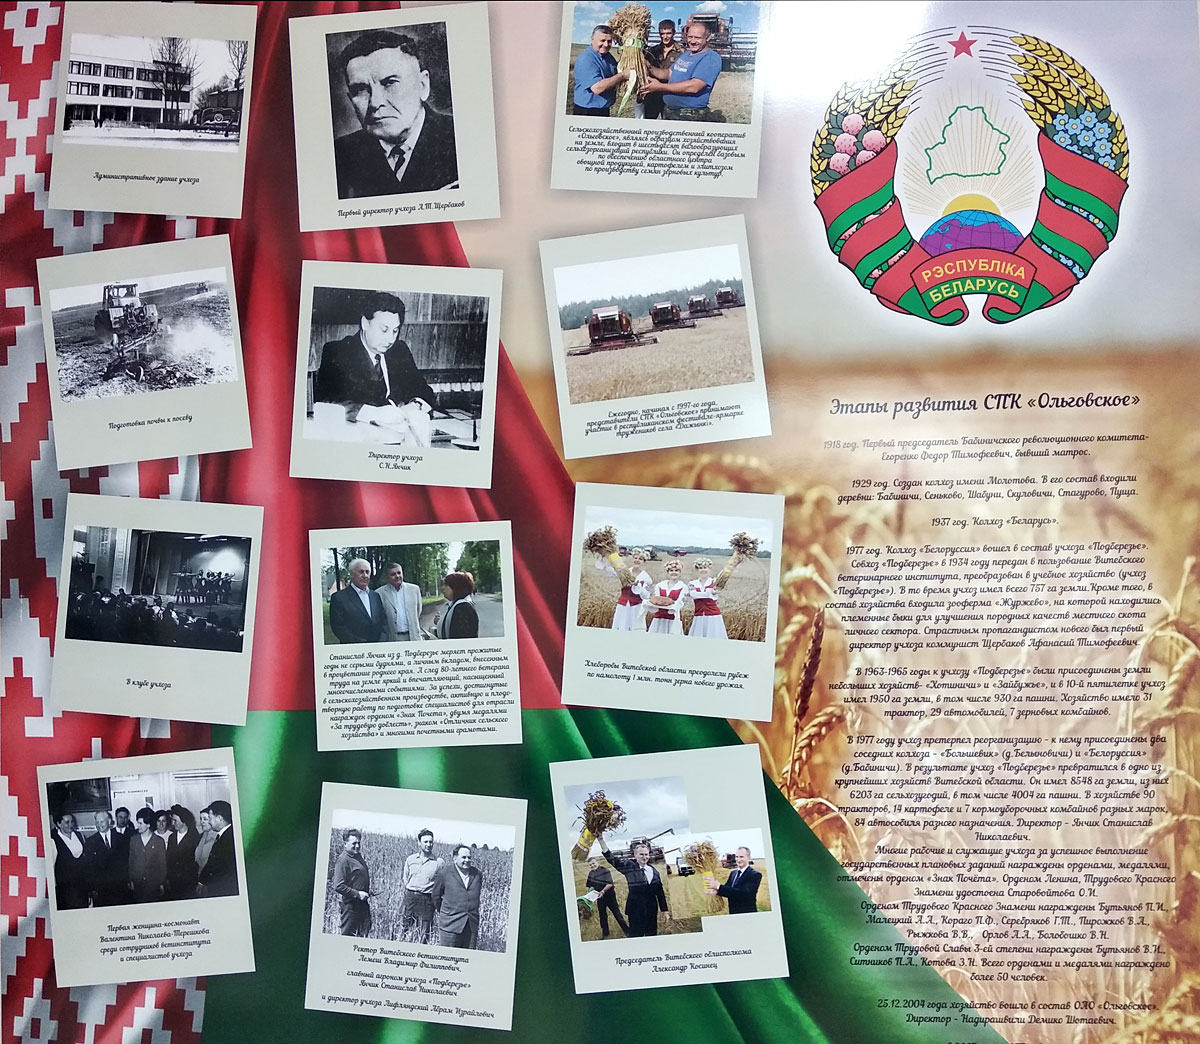 Административное здание учхоза
Первый директор учхоза А.Т.Щербаков
Сельскохозяйственный производственный кооператив
«Ольговское», являясь образцом хозяйствования
на земле, входит в шестьдесят валообразующих
сельхозорганизаций республики. Он определен базовым
по обеспечению областного центра
овощной продукцией, картофелем и элитхозом
по производству семян зерновых культур.
Подготовка почвы к посеву
Директор учхоза
С.Н.Янчик
Ежегодно, начиная с 1997-го года,
представители СПК «Ольговское» принимают
участие в республиканском фестивале-ярмарке
тружеников села «Дажынкі».
В клубе учхоза
Станислав Янчик из д. Подберезье меряет прожитые
годы не серыми буднями, а личным вкладом, внесенным
в процветание родного края. А след 80-летнего ветерана
труда на земле яркий и впечатляющий, насыщенный
многочисленными событиями. За успехи, достигнутые
в сельскохозяйственном производстве, активную и плодо-
творную работу по подготовке специалистов для отрасли
награжден орденом «Знак Почета», двумя медалями
«За трудовую доблесть», знаком «Отличник сельского
хозяйства» и многими почетными грамотами.
Хлеборобы Витебской области преодолели рубеж
по намолоту 1 млн. тонн зерна нового урожая.
Первая женщина-космонавт
Валентина Николаева-Терешкова
среди сотрудников ветинститута
и специалистов учхоза
Ректор Витебского ветинститута
Лемеш Владимир Филиппович,
главный агроном учхоза «Подберезье»
Янчик Станислав Николаевич
и директор учхоза Лифляндский Абрам Израйлович
Председатель Витебского облисполкома
Александр Косинец
РЭСПУБЛІКА
БЕЛАРУСЬ
Этапы развития СПК «Ольговское»
1918 год. Первый председатель Бабиничского революционного комитета-
Егоренко Федор Тимофеевич, бывший матрос.
1929 год. Создан колхоз имени Молотова. В его состав входили
деревни: Бабиничи, Сеньково, Шабуни, Скуловичи, Стагурово, Пуща.
1937 год. Колхоз «Беларусь».
1977 год. Колхоз «Белоруссия» вошел в состав учхоза «Подберезье».
Совхоз «Подберезье» в 1934 году передан в пользование Витебского
ветеринарного института, преобразован в учебное хозяйство (учхоз
«Подберезье»). В то время учхоз имел всего 757 га земли.Кроме того, в
состав хозяйства входила зооферма «Журжево», на которой находились
племенные быки для улучшения породных качеств местного скота
личного сектора. Страстным пропагандистом нового был первый
директор учхоза коммунист Щербаков Афанасий Тимофеевич.
В 1963-1965 годы к учхозу «Подберезье» были присоединены земли
небольших хозяйств- «Хотиничи» и «Зайбужье», и в 10-й пятилетке учхоз
имел 1950 га земли, в том числе 930 га пашни. Хозяйство имело 31
трактор, 29 автомобилей, 7 зерновых комбайнов.
В 1977 году учхоз претерпел реорганизацию - к нему присоединены два
соседних колхоза - «Большевик» (д.Белыновичи) и «Белоруссия»
(д.Бабиничи). В результате учхоз «Подберезье» превратился в одно из
крупнейших хозяйств Витебской области. Он имел 8548 га земли, из них
6203 га сельхозугодий, в том числе 4004 га пашни. В хозяйстве 90
тракторов, 14 картофеле и 7 кормоуборочных комбайнов разных марок,
84 автособиля разного назначения. Директор - Янчик Станислав
Николаевич.
Многие рабочие и служащие учхоза за успешное выполнение
государственных плановых заданий награждены орденами, медалями,
отмечены орденом «Знак Почёта». Орденом Ленина, Трудового Красного
Знамени удостоена Старовойтова О.И.
Орденом Трудового Красного Знамени награждены Бутьянов П.И.,
Малецкий А.А., Кораго П.Ф., Серебряков Г.П., Пирожков В.А.,
Рыжкова В.В., Орлов А.А., Болобошко В.Н.
Орденом Трудовой Славы 3-ей степени награждены Бутьянов В.И.,
Ситников П.А., Котова З.Н. Всего орденами и медалями награждено
более 50 человек.
25.12.2004 года хозяйство вошло в состав ОАО «Ольговское».
Директор - Надирашвили Демико Шотаевич.